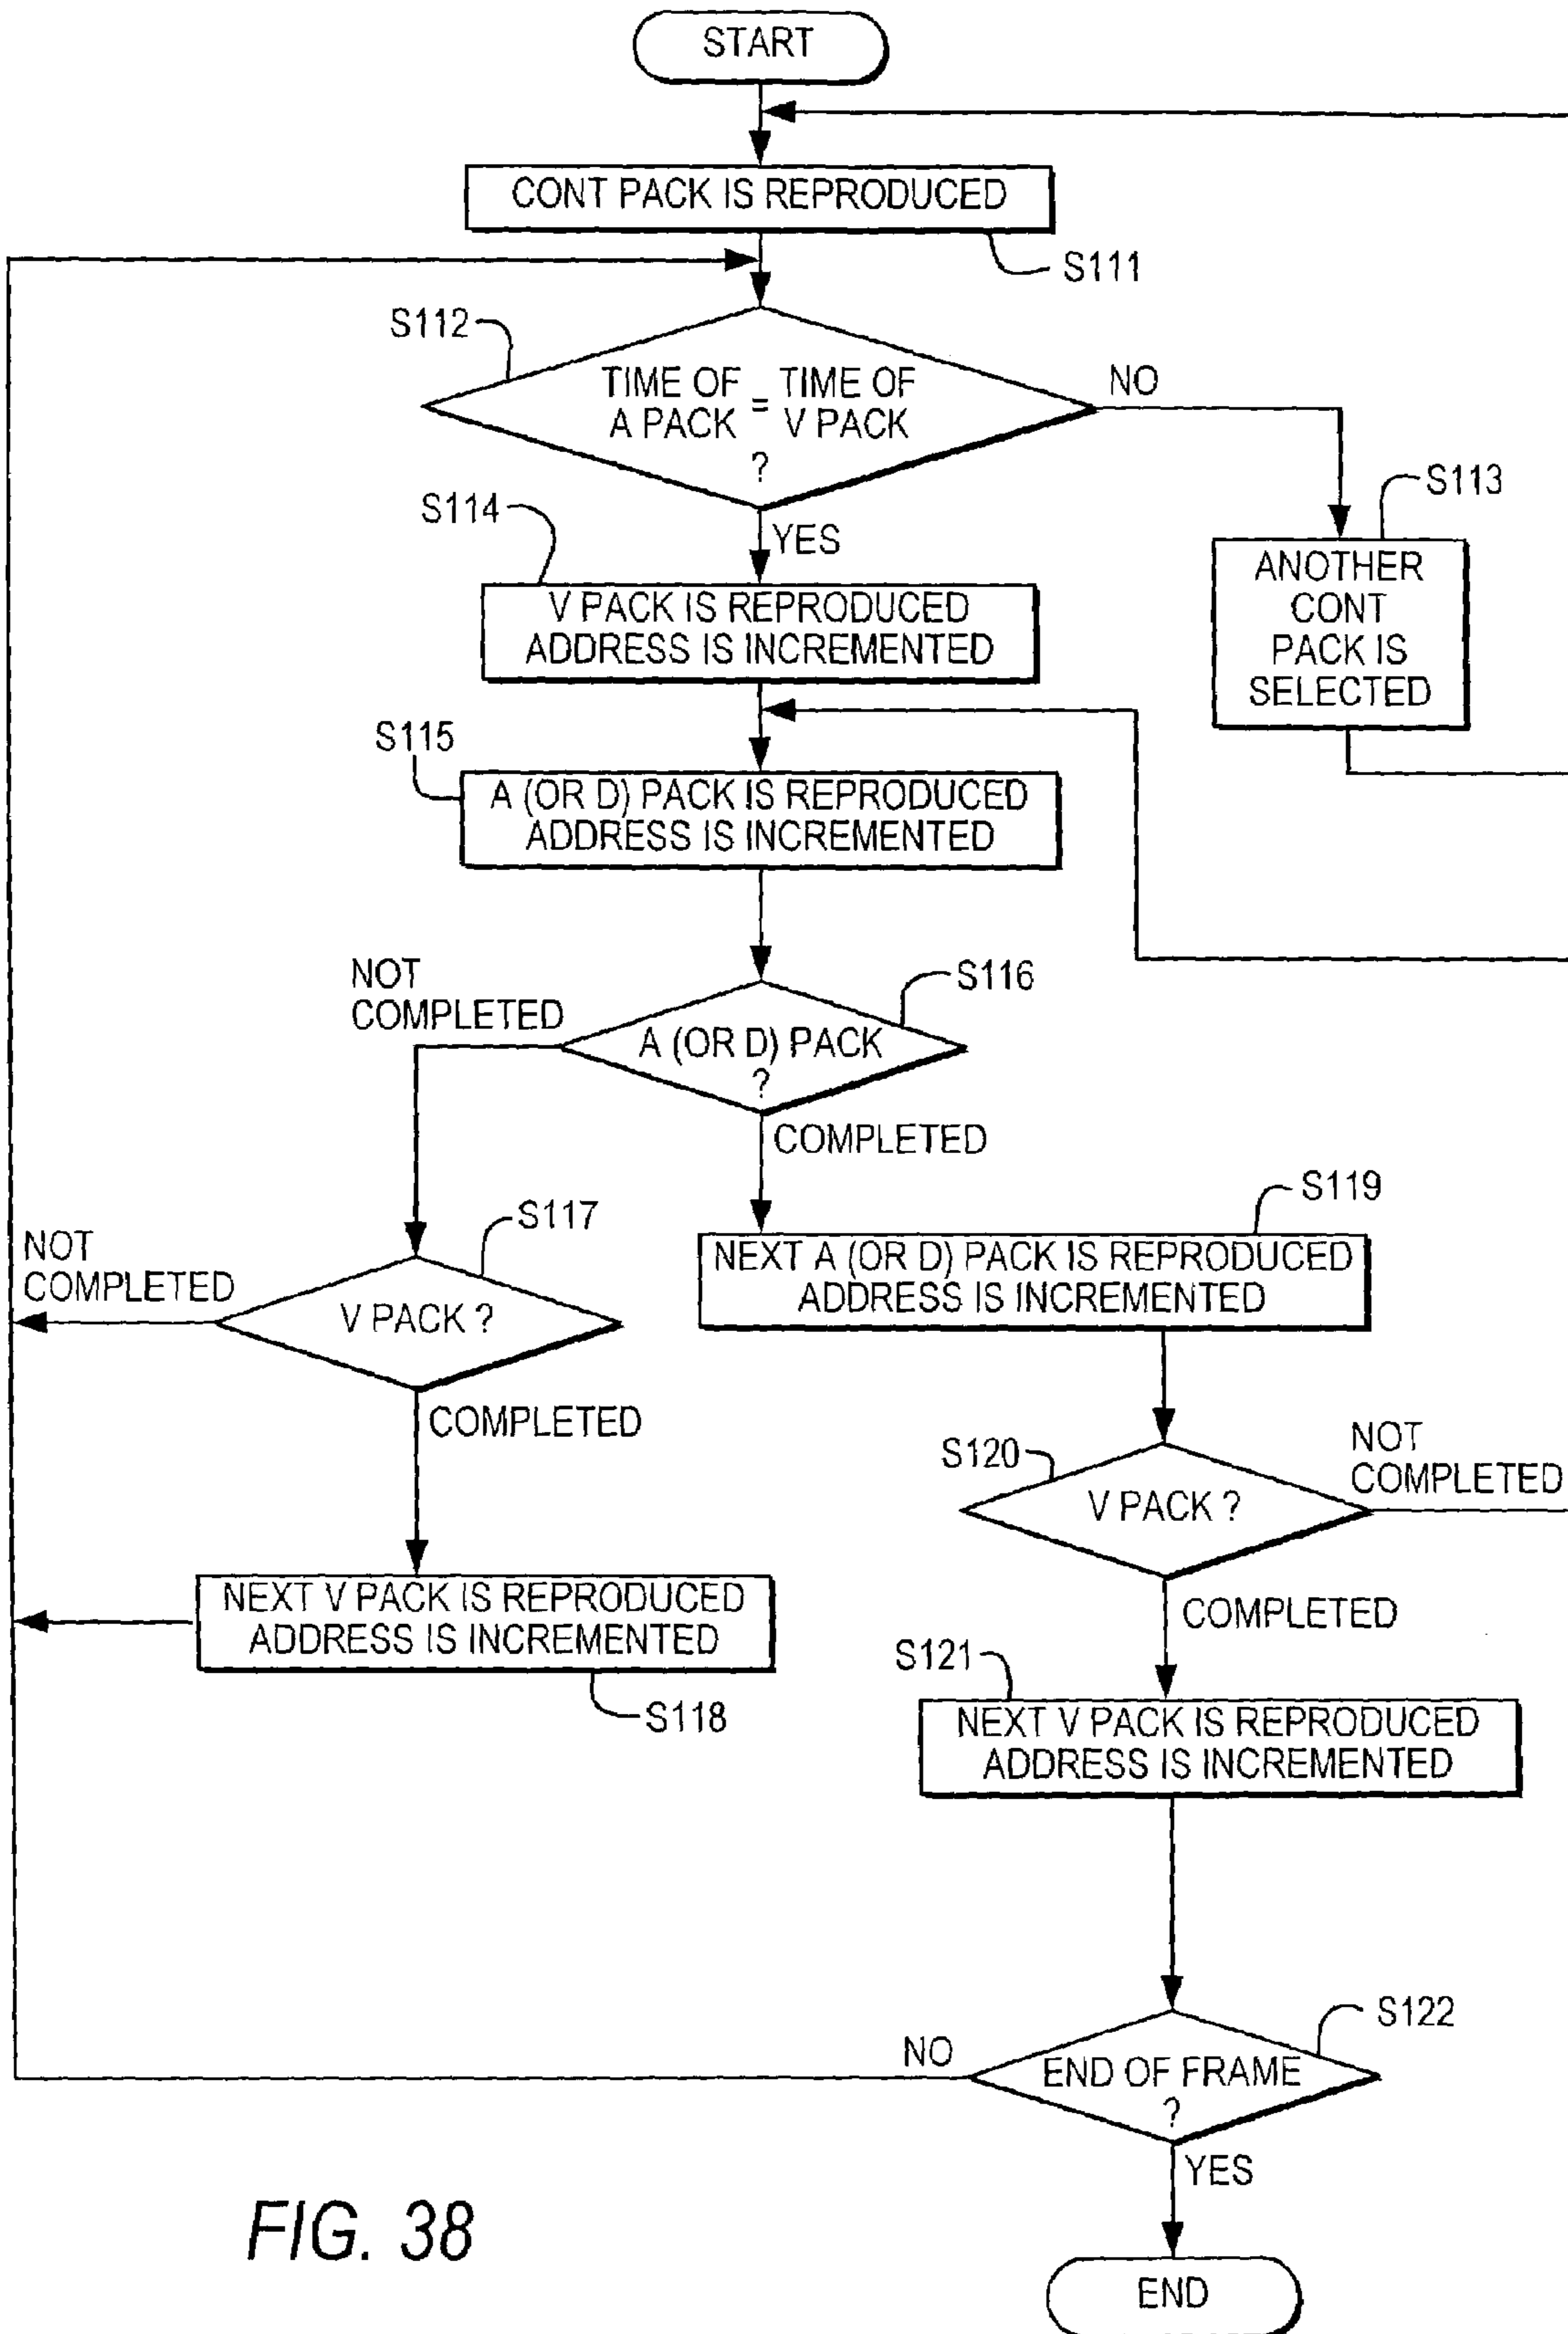 START
CONT PACK IS REPRODUCED
S111
S112
TIME OF A PACK = TIME OF V PACK
?
NO
YES
S113
ANOTHER
CONT
PACK IS
SELECTED
S114
V PACK IS REPRODUCED
ADDRESS IS INCREMENTED
S115
A (OR D) PACK IS REPRODUCED
ADDRESS IS INCREMENTED
S116
A (OR D) PACK
?
NOT
COMPLETED
COMPLETED
S117
V PACK ?
NOT
COMPLETED
COMPLETED
S119
NEXT A (OR D) PACK IS REPRODUCED
ADDRESS IS INCREMENTED
S120
V PACK ?
NOT
COMPLETED
COMPLETED
NEXT V PACK IS REPRODUCED
ADDRESS IS INCREMENTED
S118
S121
NEXT V PACK IS REPRODUCED
ADDRESS IS INCREMENTED
S122
END OF FRAME
?
NO
YES
END
FIG. 38